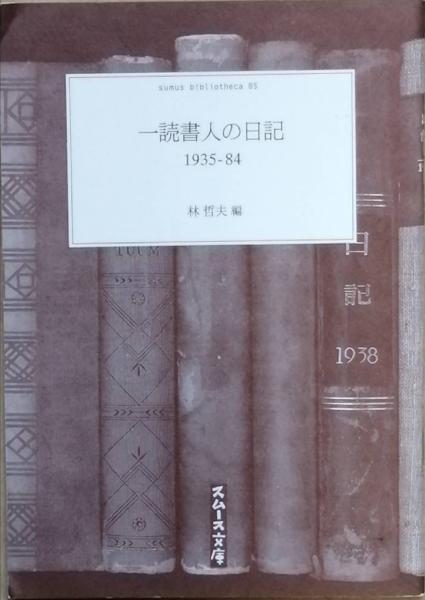 sumus bibliotheca 05
一読書人の日記
1935-84
林 哲夫 編
日記
1938
スムース文庫